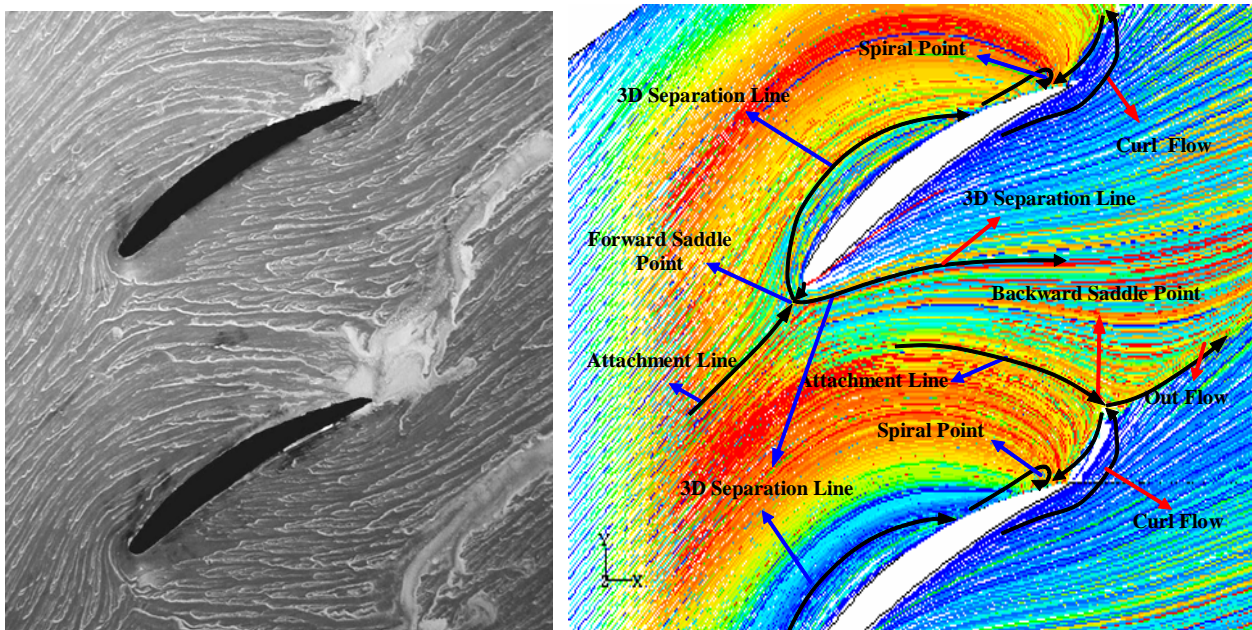 Spiral Point
3D Separation Line
Curl Flow
3D Separation Line
Forward Saddle
Point
Backward Saddle Point
Attachment Line
Attachment Line
Out Flow
Spiral Point
3D Separation Line
Curl Flow
Y
Z
X